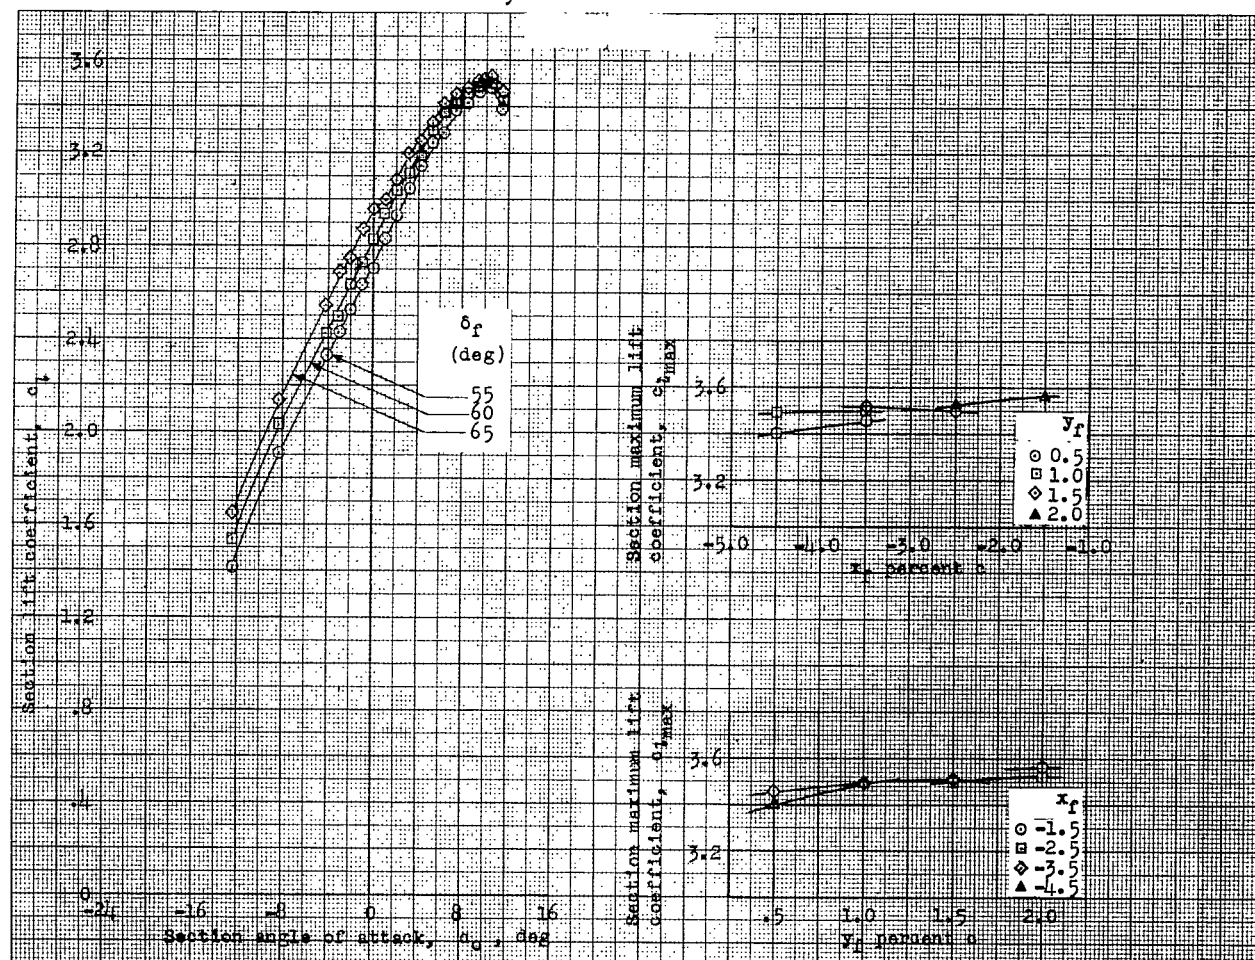 3.6
3.2
2.8
2.4
2.0
1.6
1.2
.8
.4
0
-24 -16 -8 0 8 16
Section angle of attack, α₀, deg
Section lift coefficient, c
δf
(deg)
55
60
65
Section maximum lift
coefficient, c lmax
3.6
3.2
-5.0 -4.0 -3.0 -2.0 -1.0
xf percent c
yf
0.5
1.0
1.5
2.0
Section maximum lift
coefficient, c lmax
3.6
3.2
.5 1.0 1.5 2.0
yf percent c
xf
-1.5
-2.5
-3.5
-4.5